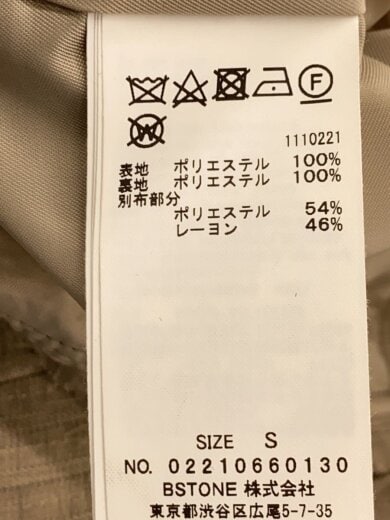 F
W
1110221
表地 ポリエステル 100%
裏地 ポリエステル 100%
別布部分
ポリエステル 54%
レーヨン 46%
SIZE S
NO. 02210660130
BSTONE 株式会社
東京都渋谷区広尾5-7-35